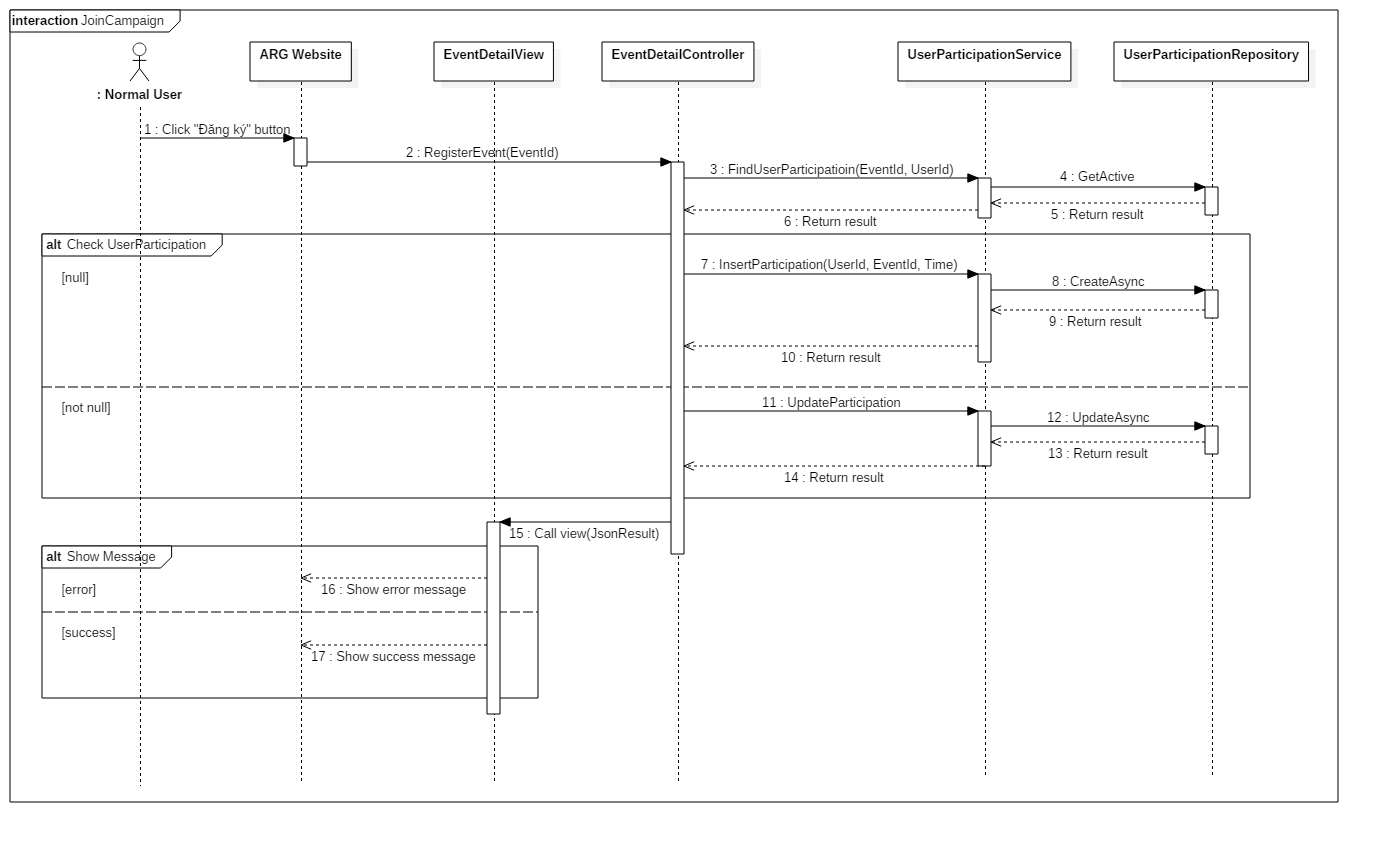 interaction JoinCampaign
: Normal User
ARG Website
EventDetailView
EventDetailController
UserParticipationService
UserParticipationRepository
1 : Click "Đăng ký" button
2 : RegisterEvent(EventId)
3 : FindUserParticipatioin(EventId, UserId)
4 : GetActive
5 : Return result
6 : Return result
alt Check UserParticipation
[null]
7 : InsertParticipation(UserId, EventId, Time)
8 : CreateAsync
9 : Return result
10 : Return result
[not null]
11 : UpdateParticipation
12 : UpdateAsync
13 : Return result
14 : Return result
15 : Call view(JsonResult)
alt Show Message
[error]
16 : Show error message
[success]
17 : Show success message